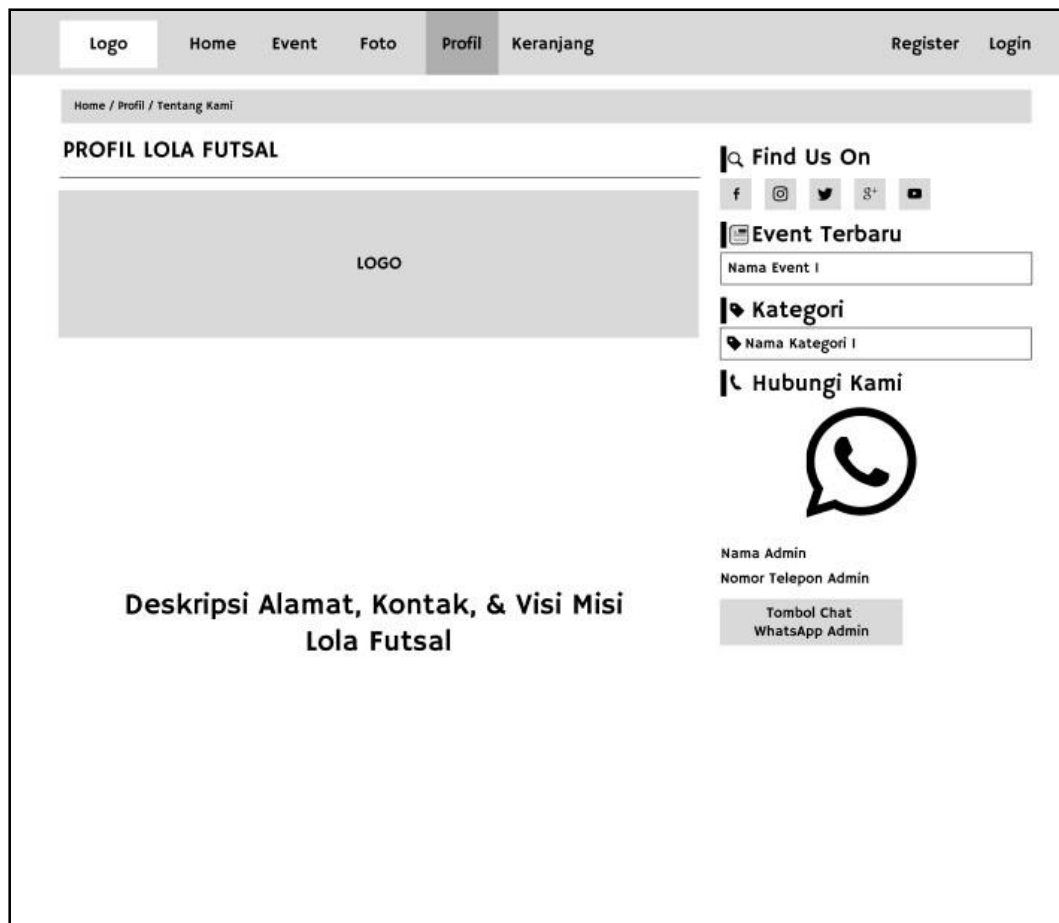 Logo Home Event Foto Profil Keranjang Register Login
Home / Profil / Tentang Kami
PROFIL LOLA FUTSAL
LOGO
Deskripsi Alamat, Kontak, & Visi Misi
Lola Futsal
Find Us On
Event Terbaru
Nama Event 1
Kategori
Nama Kategori 1
Hubungi Kami
Nama Admin
Nomor Telepon Admin
Tombol Chat
WhatsApp Admin